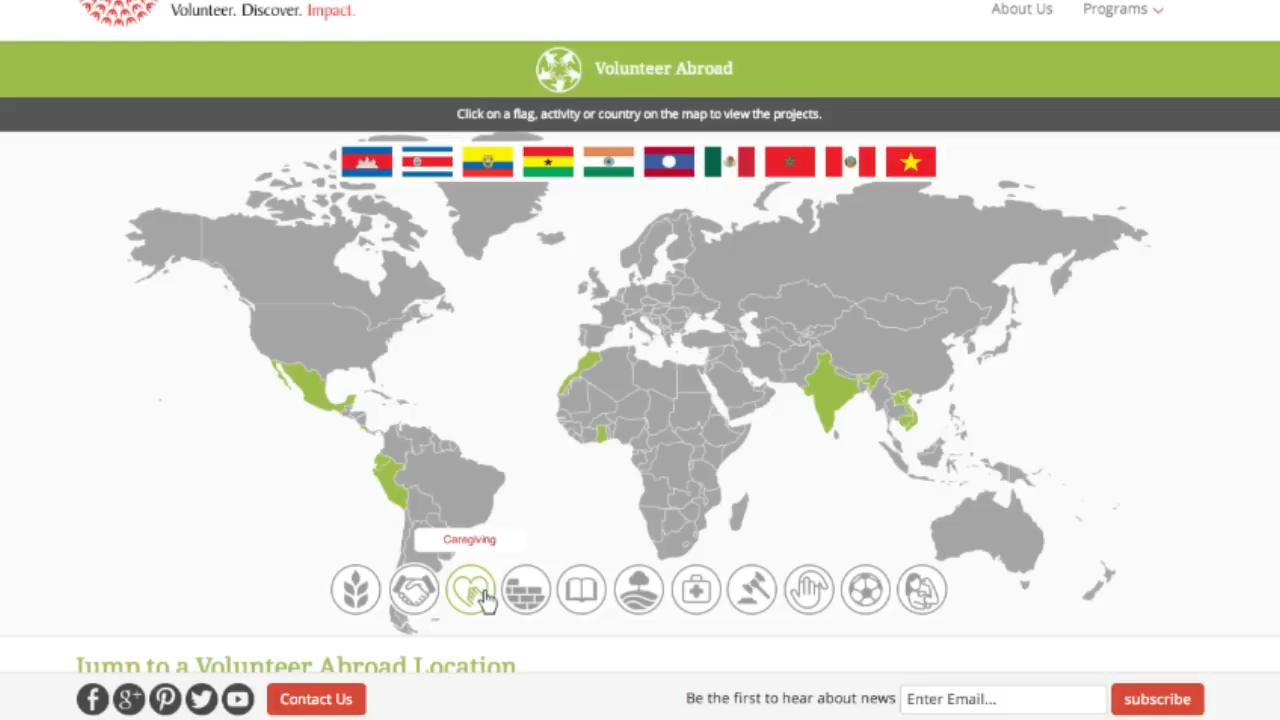 Volunteer. Discover. Impact.
About Us
Programs
Volunteer Abroad
Click on a flag, activity or country on the map to view the projects.
Caregiving
Jump to a Volunteer Abroad Location
Contact Us
Be the first to hear about news
Enter Email...
subscribe